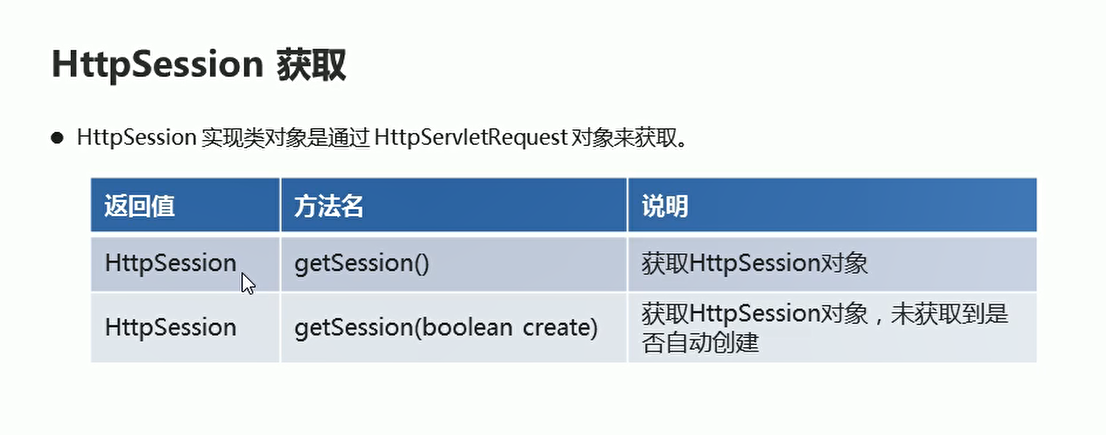 HttpSession 获取
● HttpSession 实现类对象是通过 HttpServletRequest 对象来获取。
返回值 方法名 说明
HttpSession getSession() 获取HttpSession对象
HttpSession getSession(boolean create) 获取HttpSession对象，未获取到是
否自动创建